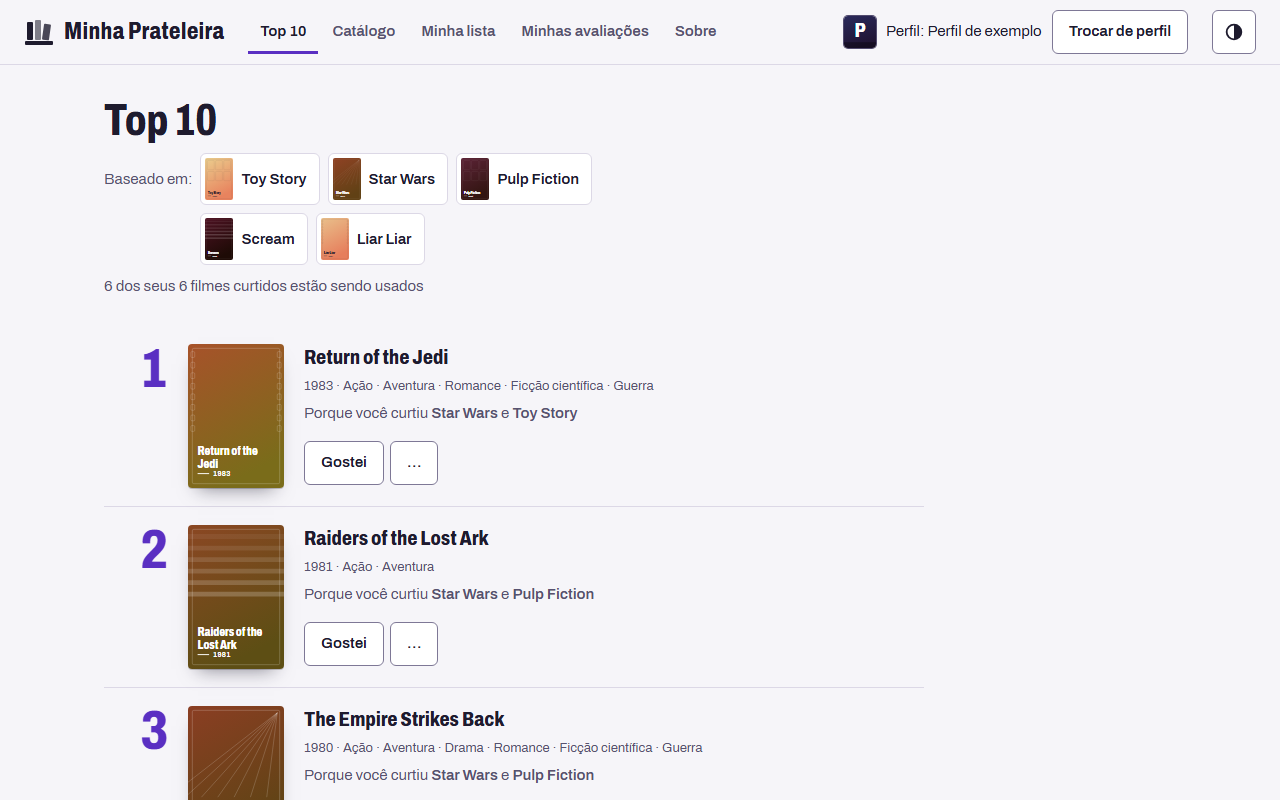 Minha Prateleira
Top 10 Catálogo Minha lista Minhas avaliações Sobre
P Perfil: Perfil de exemplo Trocar de perfil
Top 10
Baseado em: Toy Story Star Wars Pulp Fiction
Scream Liar Liar
6 dos seus 6 filmes curtidos estão sendo usados
1
Return of the
Jedi
1983
Return of the Jedi
1983 · Ação · Aventura · Romance · Ficção científica · Guerra
Porque você curtiu Star Wars e Toy Story
Gostei ...
2
Raiders of the
Lost Ark
1981
Raiders of the Lost Ark
1981 · Ação · Aventura
Porque você curtiu Star Wars e Pulp Fiction
Gostei ...
3
The Empire Strikes Back
1980 · Ação · Aventura · Drama · Romance · Ficção científica · Guerra
Porque você curtiu Star Wars e Pulp Fiction